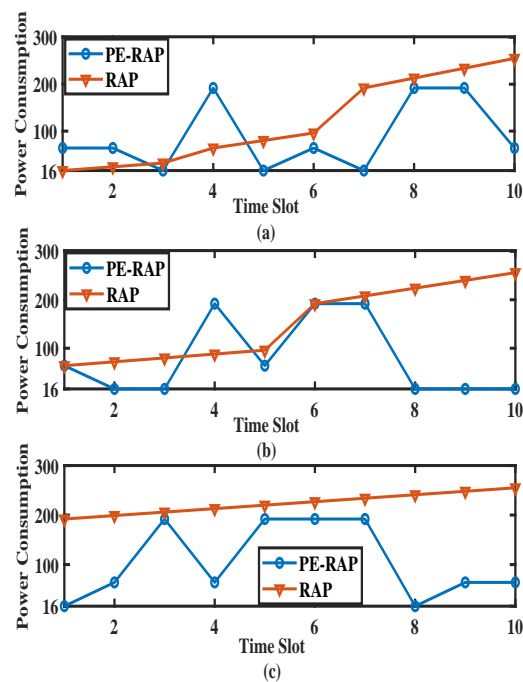 Power Conusmption
300
200
100
16
PE-RAP
RAP
2 4 6 8 10
Time Slot
(a)
Power Consumption
300
200
100
16
PE-RAP
RAP
2 4 6 8 10
Time Slot
(b)
Power Consumption
300
200
100
16
PE-RAP
RAP
2 4 6 8 10
Time Slot
(c)